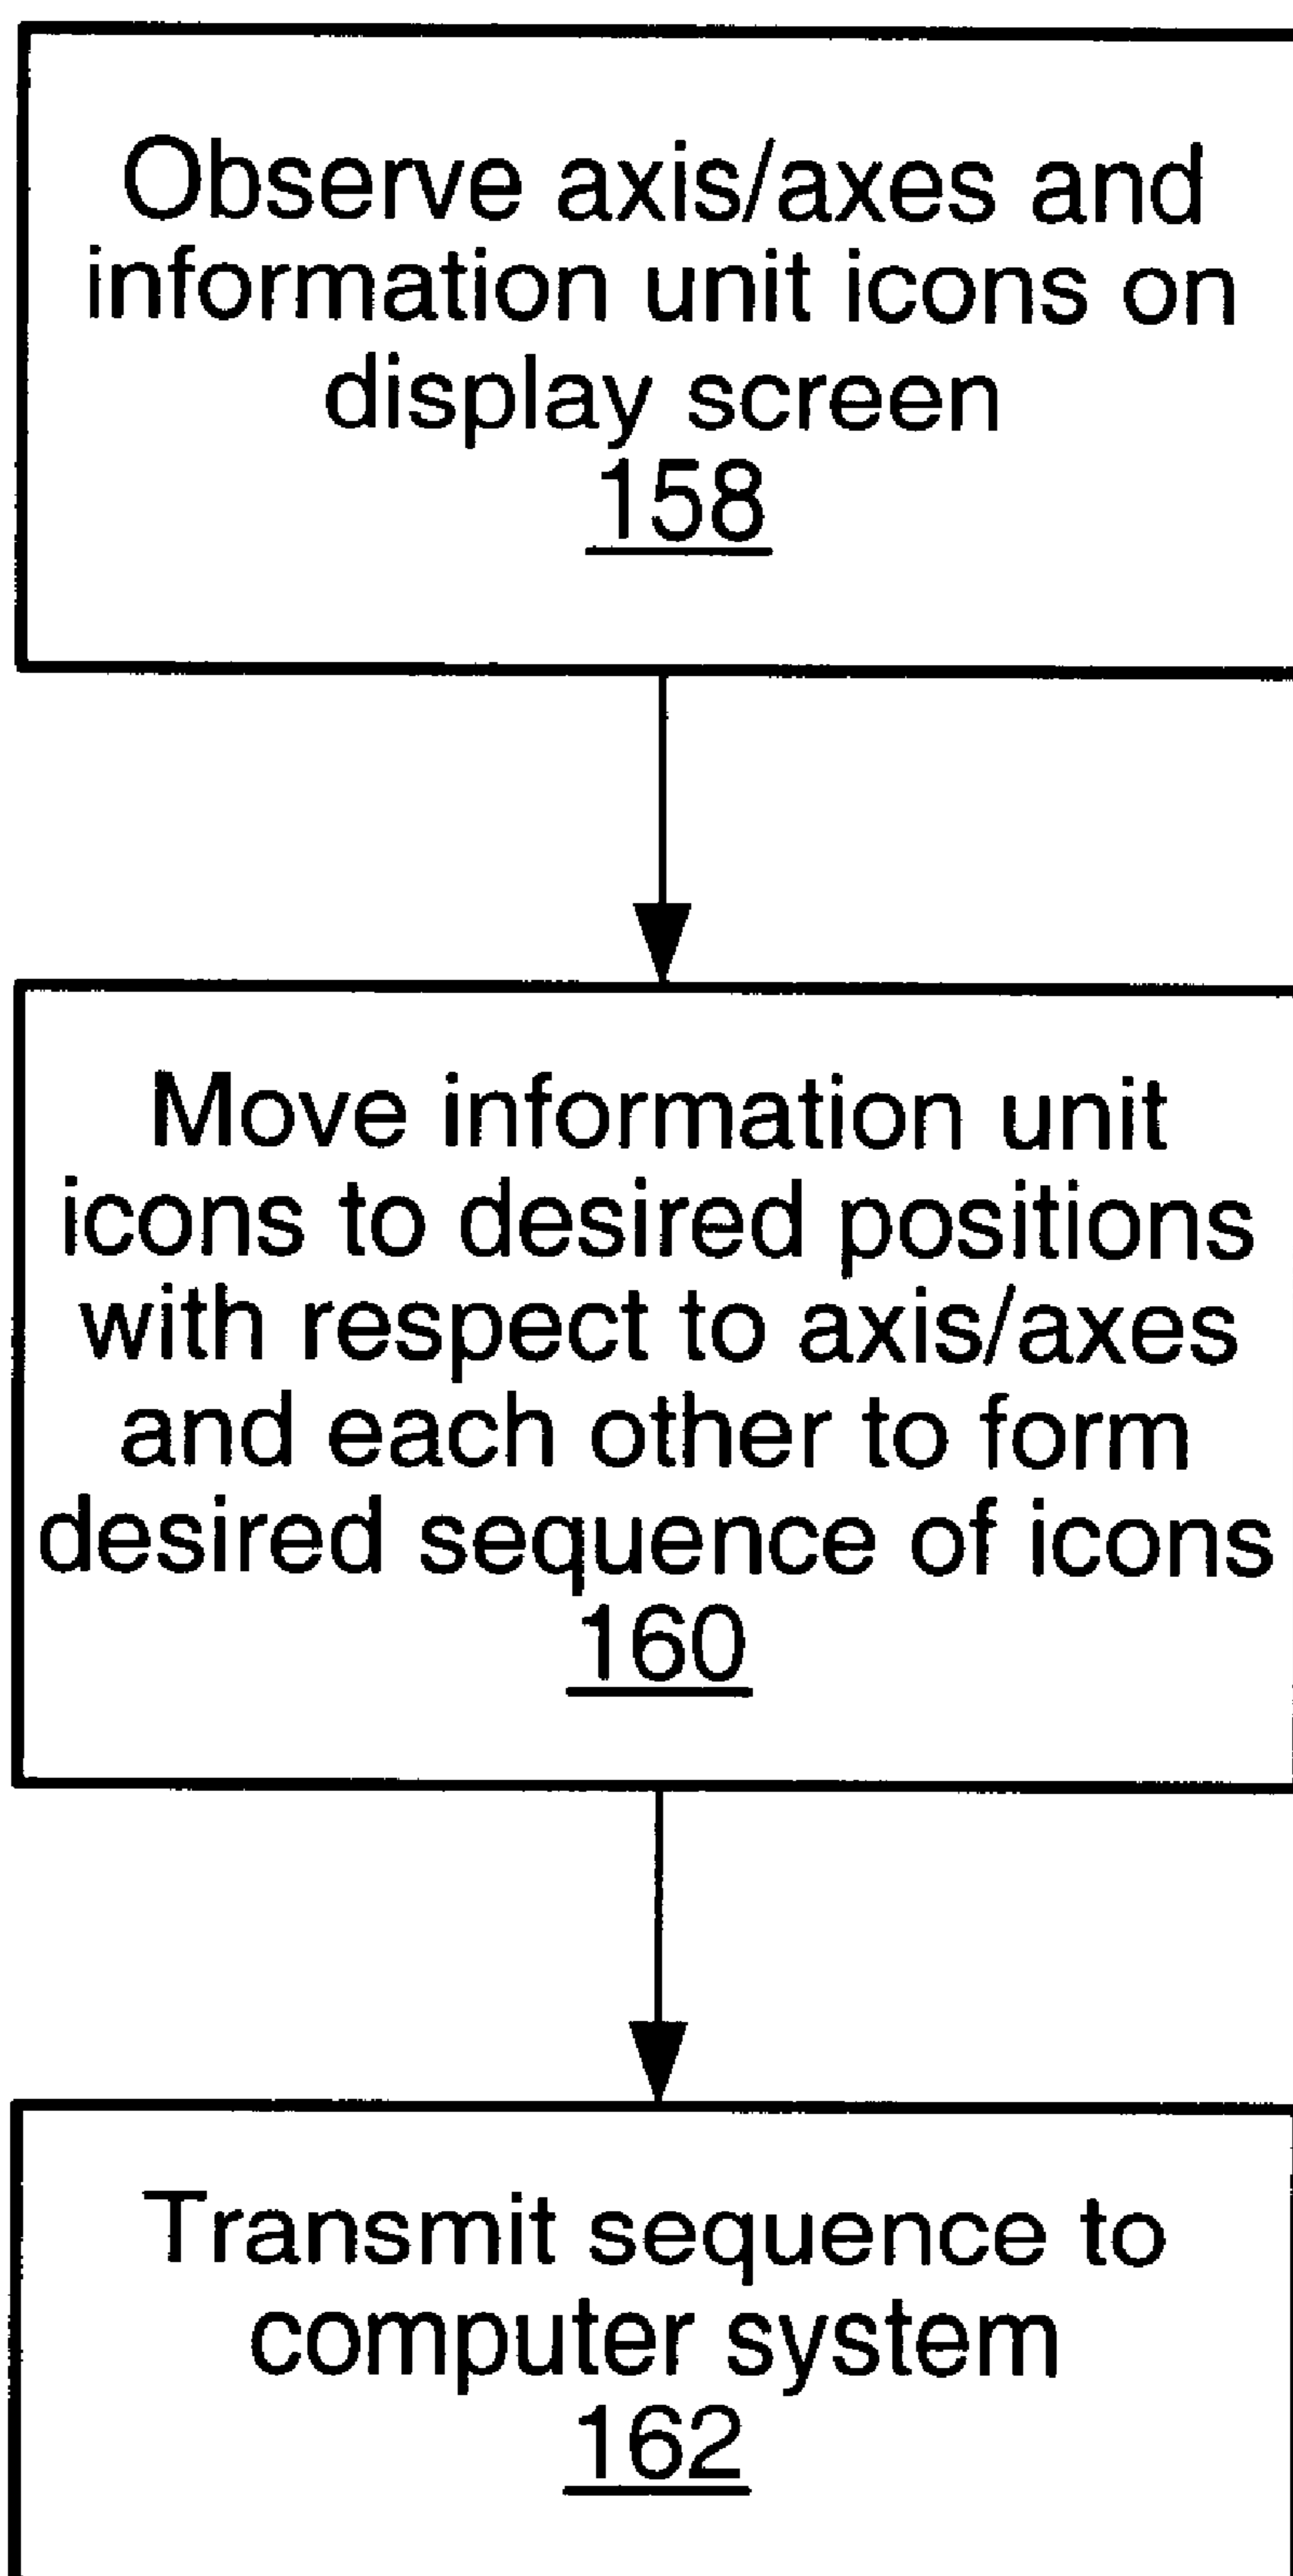 Observe axis/axes and
information unit icons on
display screen
158
Move information unit
icons to desired positions
with respect to axis/axes
and each other to form
desired sequence of icons
160
Transmit sequence to
computer system
162